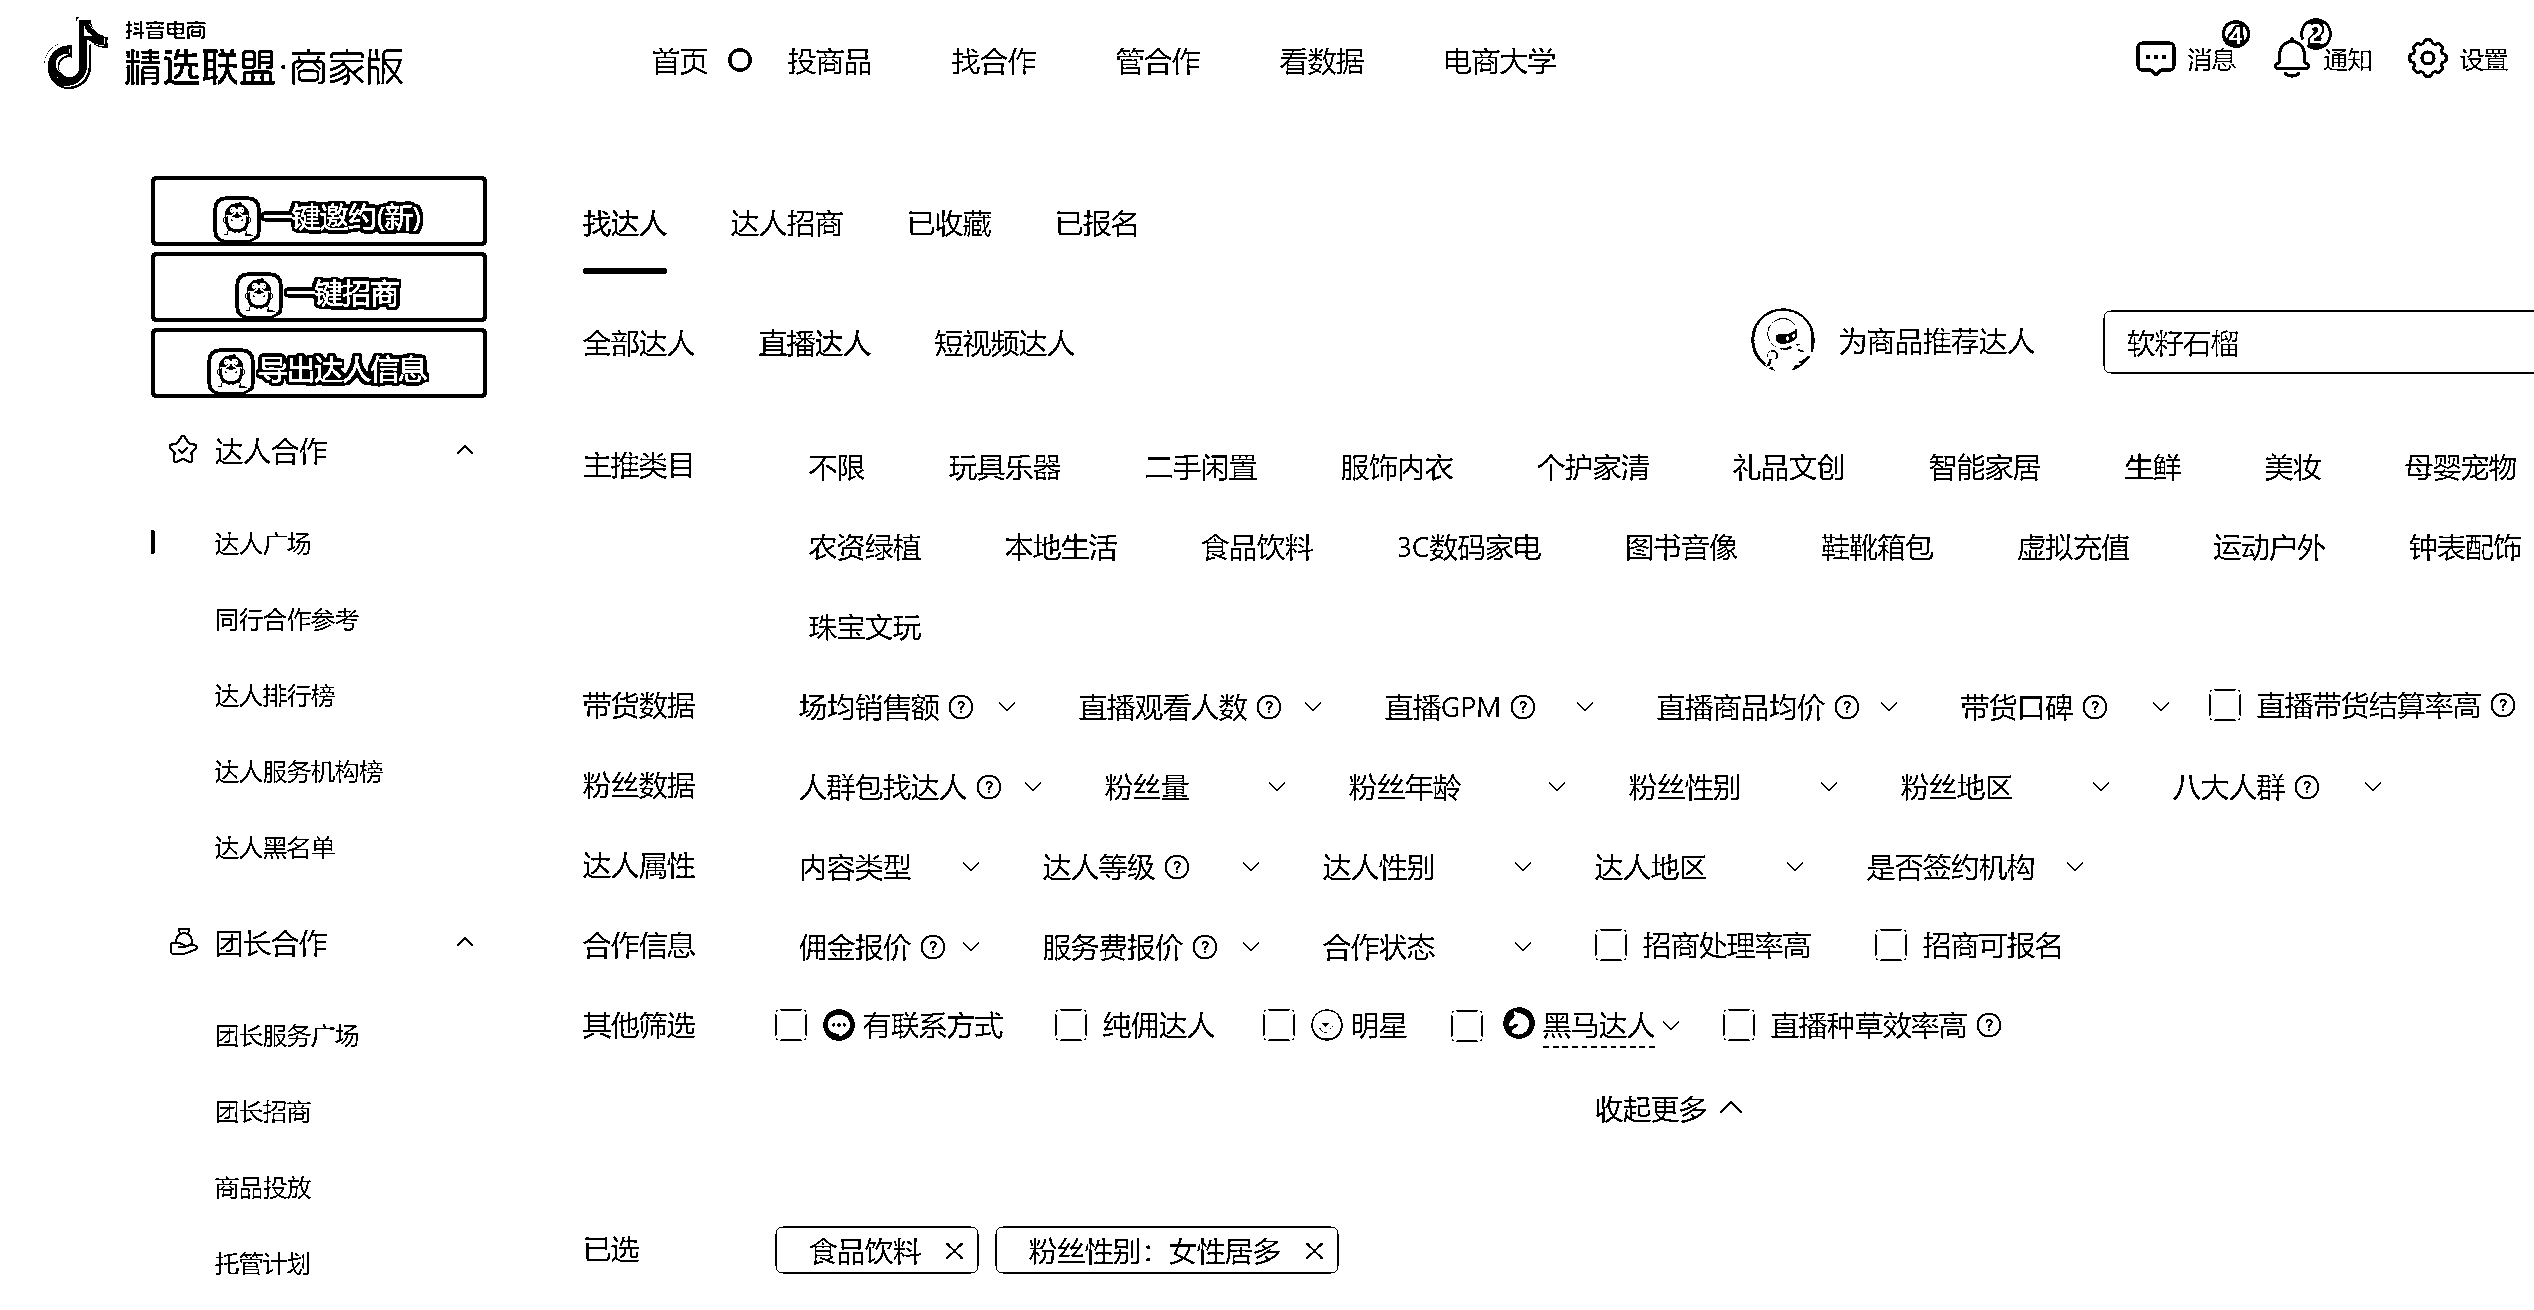 抖音电商
精选联盟·商家版
首页 投商品 找合作 管合作 看数据 电商大学
消息 4 通知 2 设置
一键邀约(新)
一键招商
导出达人信息
达人合作
达人广场
同行合作参考
达人排行榜
达人服务机构榜
达人黑名单
团长合作
团长服务广场
团长招商
商品投放
托管计划
找达人 达人招商 已收藏 已报名
全部达人 直播达人 短视频达人 为商品推荐达人 软籽石榴
主推类目 不限 玩具乐器 二手闲置 服饰内衣 个护家清 礼品文创 智能家居 生鲜 美妆 母婴宠物
农资绿植 本地生活 食品饮料 3C数码家电 图书音像 鞋靴箱包 虚拟充值 运动户外 钟表配饰
珠宝文玩
带货数据 场均销售额 ? 直播观看人数 ? 直播GPM ? 直播商品均价 ? 带货口碑 ? 直播带货结算率高 ?
粉丝数据 人群包找达人 ? 粉丝量 粉丝年龄 粉丝性别 粉丝地区 八大人群 ?
达人属性 内容类型 达人等级 ? 达人性别 达人地区 是否签约机构
合作信息 佣金报价 ? 服务费报价 ? 合作状态 招商处理率高 招商可报名
其他筛选 有联系方式 纯佣达人 明星 黑马达人 直播种草效率高 ?
收起更多
已选 食品饮料 × 粉丝性别：女性居多 ×